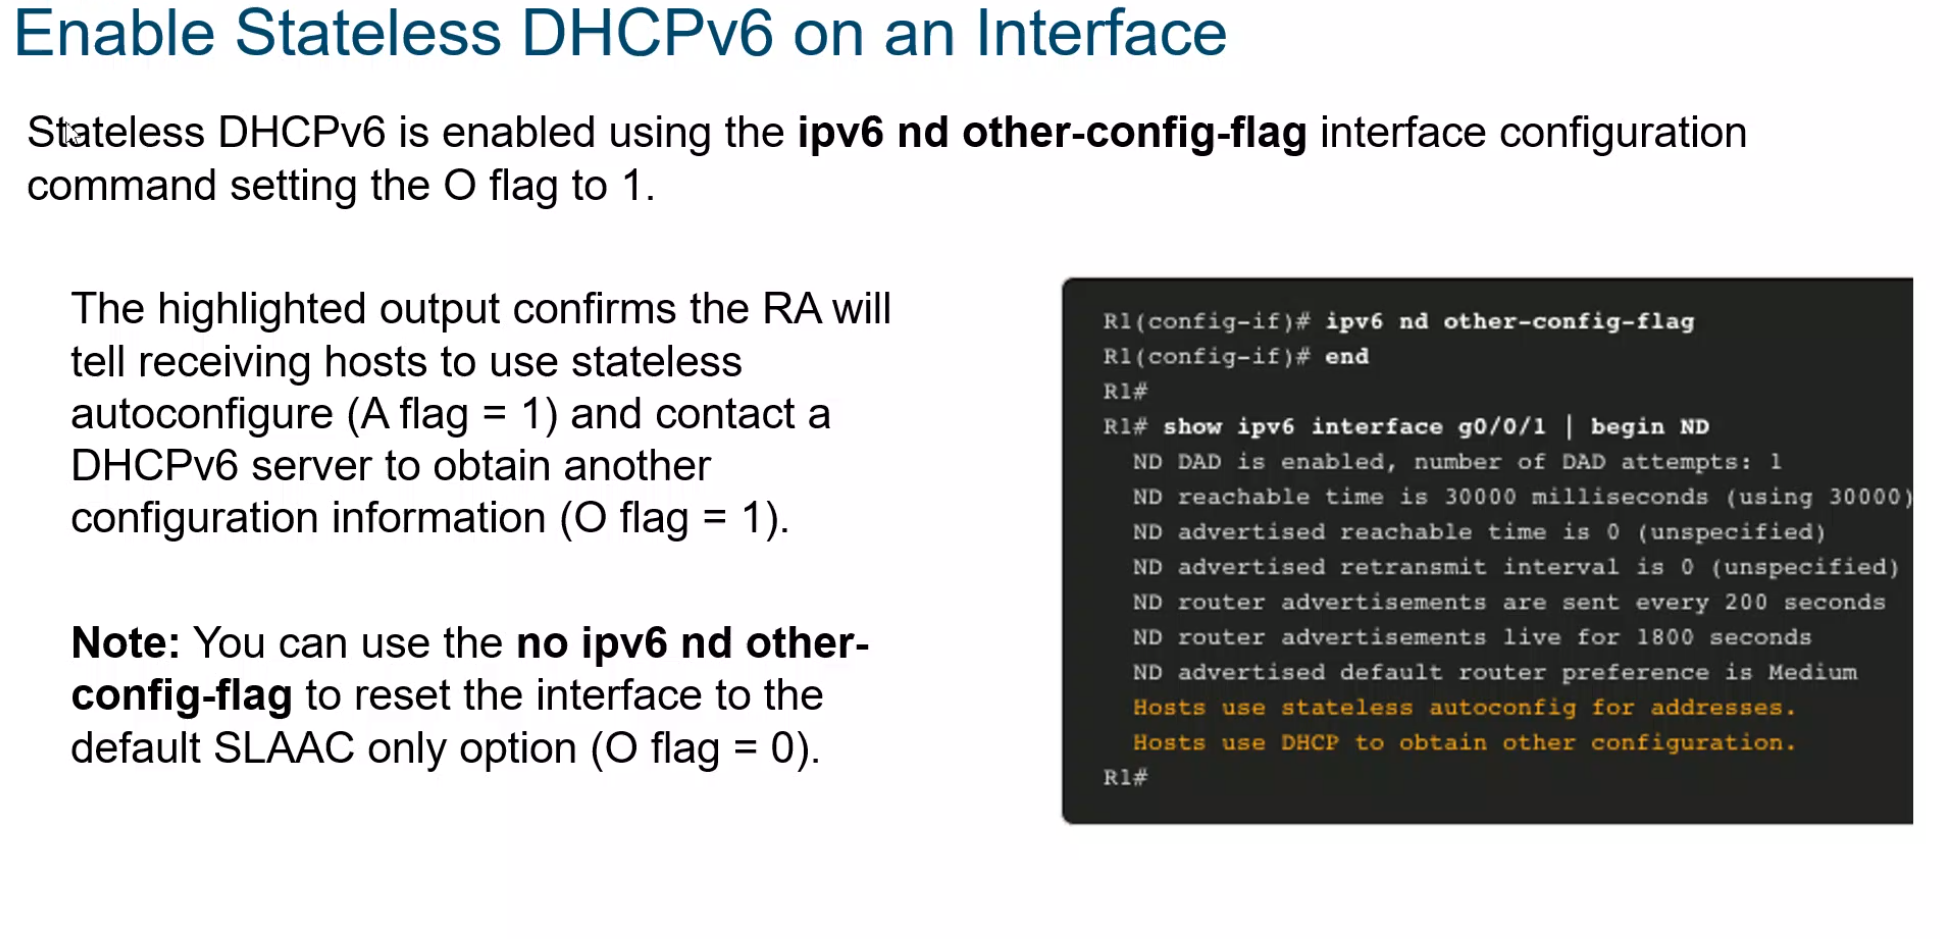 Enable Stateless DHCPv6 on an Interface
Stateless DHCPv6 is enabled using the ipv6 nd other-config-flag interface configuration
command setting the O flag to 1.
The highlighted output confirms the RA will
tell receiving hosts to use stateless
autoconfigure (A flag = 1) and contact a
DHCPv6 server to obtain another
configuration information (O flag = 1).
Note: You can use the no ipv6 nd other-
config-flag to reset the interface to the
default SLAAC only option (O flag = 0).
R1(config-if)# ipv6 nd other-config-flag
R1(config-if)# end
R1#
R1# show ipv6 interface g0/0/1 | begin ND
ND DAD is enabled, number of DAD attempts: 1
ND reachable time is 30000 milliseconds (using 30000)
ND advertised reachable time is 0 (unspecified)
ND advertised retransmit interval is 0 (unspecified)
ND router advertisements are sent every 200 seconds
ND router advertisements live for 1800 seconds
ND advertised default router preference is Medium
Hosts use stateless autoconfig for addresses.
Hosts use DHCP to obtain other configuration.
R1#